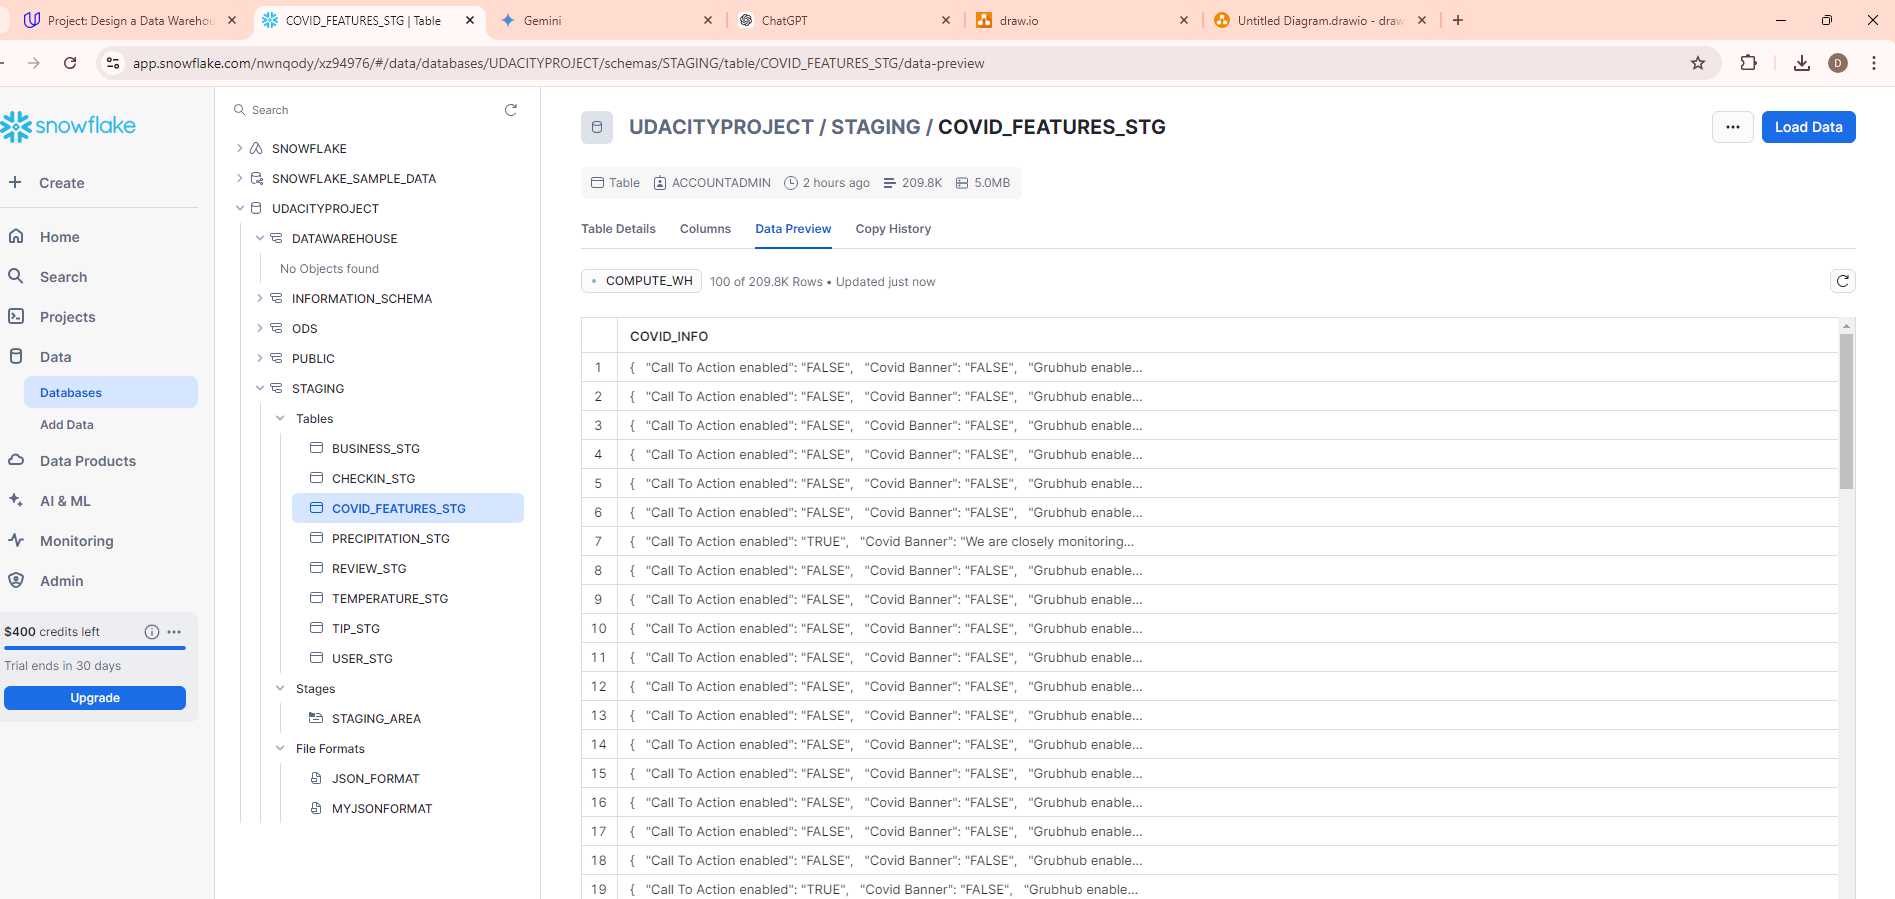 Project: Design a Data Warehou
COVID_FEATURES_STG | Table
Gemini
ChatGPT
draw.io
Untitled Diagram.drawio - draw
app.snowflake.com/nwnqody/xz94976/#/data/databases/UDACITYPROJECT/schemas/STAGING/table/COVID_FEATURES_STG/data-preview
D
snowflake
Create
Home
Search
Projects
Data
Databases
Add Data
Data Products
AI & ML
Monitoring
Admin
$400 credits left
Trial ends in 30 days
Upgrade
Search
SNOWFLAKE
SNOWFLAKE_SAMPLE_DATA
UDACITYPROJECT
DATAWAREHOUSE
No Objects found
INFORMATION_SCHEMA
ODS
PUBLIC
STAGING
Tables
BUSINESS_STG
CHECKIN_STG
COVID_FEATURES_STG
PRECIPITATION_STG
REVIEW_STG
TEMPERATURE_STG
TIP_STG
USER_STG
Stages
STAGING_AREA
File Formats
JSON_FORMAT
MYJSONFORMAT
UDACITYPROJECT / STAGING / COVID_FEATURES_STG
... Load Data
Table ACCOUNTADMIN 2 hours ago 209.8K 5.0MB
Table Details Columns Data Preview Copy History
COMPUTE_WH 100 of 209.8K Rows • Updated just now
COVID_INFO
1 { "Call To Action enabled": "FALSE", "Covid Banner": "FALSE", "Grubhub enable...
2 { "Call To Action enabled": "FALSE", "Covid Banner": "FALSE", "Grubhub enable...
3 { "Call To Action enabled": "FALSE", "Covid Banner": "FALSE", "Grubhub enable...
4 { "Call To Action enabled": "FALSE", "Covid Banner": "FALSE", "Grubhub enable...
5 { "Call To Action enabled": "FALSE", "Covid Banner": "FALSE", "Grubhub enable...
6 { "Call To Action enabled": "FALSE", "Covid Banner": "FALSE", "Grubhub enable...
7 { "Call To Action enabled": "TRUE", "Covid Banner": "We are closely monitoring...
8 { "Call To Action enabled": "FALSE", "Covid Banner": "FALSE", "Grubhub enable...
9 { "Call To Action enabled": "FALSE", "Covid Banner": "FALSE", "Grubhub enable...
10 { "Call To Action enabled": "FALSE", "Covid Banner": "FALSE", "Grubhub enable...
11 { "Call To Action enabled": "FALSE", "Covid Banner": "FALSE", "Grubhub enable...
12 { "Call To Action enabled": "FALSE", "Covid Banner": "FALSE", "Grubhub enable...
13 { "Call To Action enabled": "FALSE", "Covid Banner": "FALSE", "Grubhub enable...
14 { "Call To Action enabled": "FALSE", "Covid Banner": "FALSE", "Grubhub enable...
15 { "Call To Action enabled": "FALSE", "Covid Banner": "FALSE", "Grubhub enable...
16 { "Call To Action enabled": "FALSE", "Covid Banner": "FALSE", "Grubhub enable...
17 { "Call To Action enabled": "FALSE", "Covid Banner": "FALSE", "Grubhub enable...
18 { "Call To Action enabled": "FALSE", "Covid Banner": "FALSE", "Grubhub enable...
19 { "Call To Action enabled": "TRUE", "Covid Banner": "FALSE", "Grubhub enable...